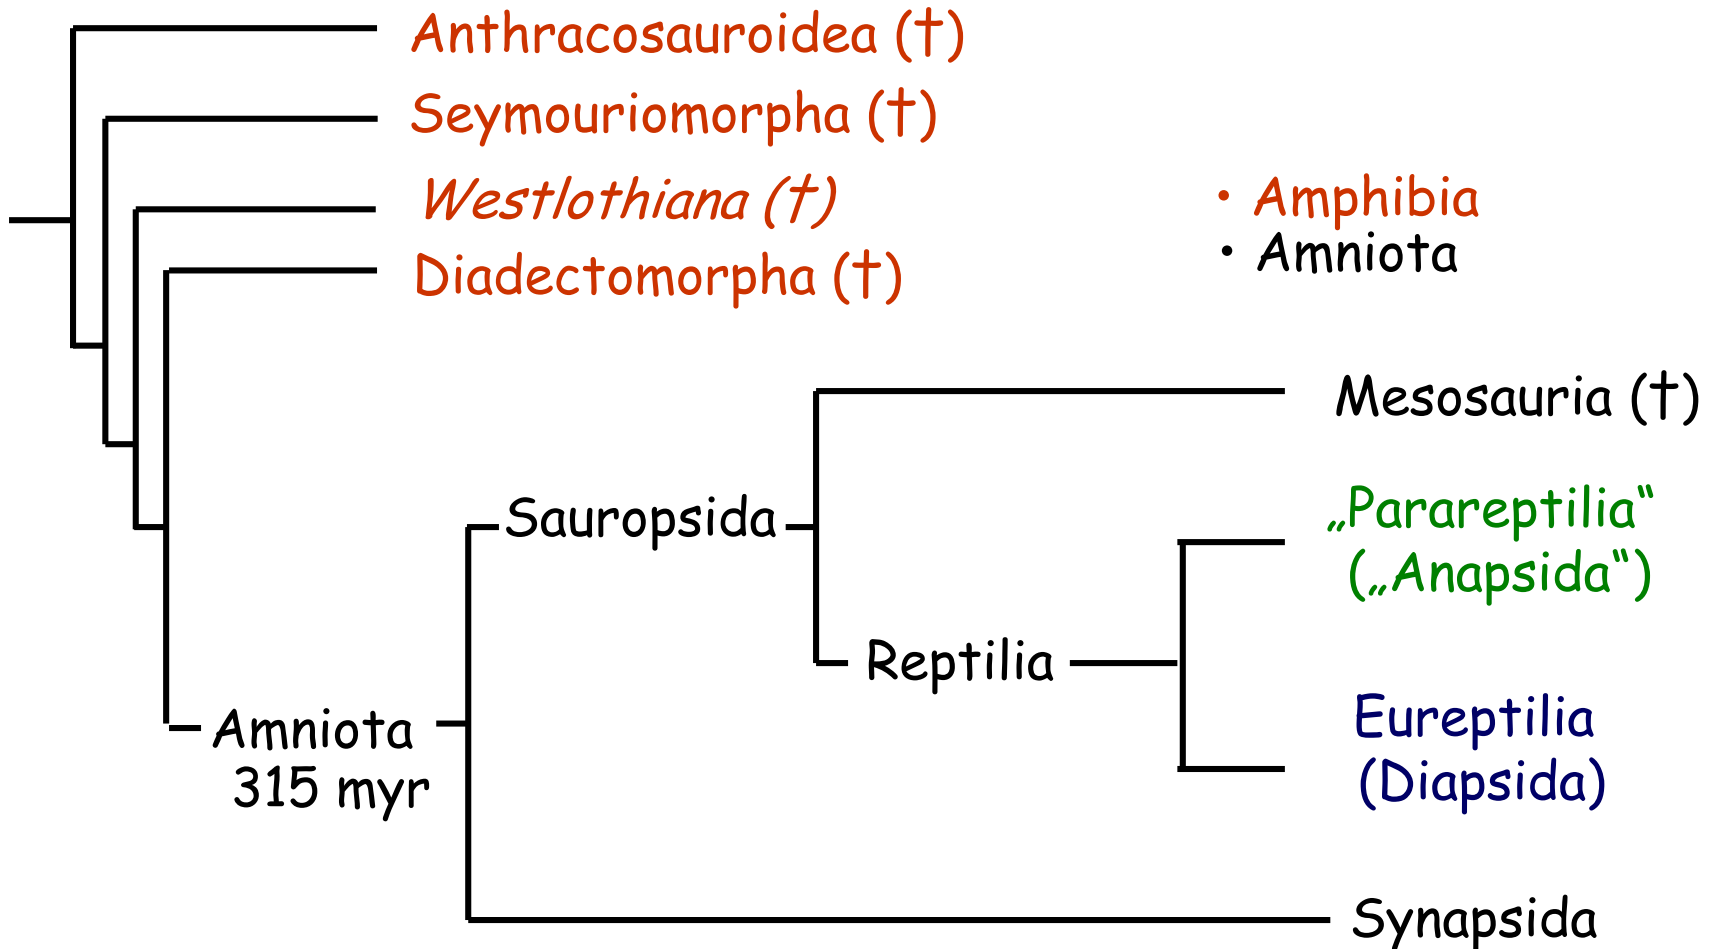 Anthracosauroidea (†)
Seymouriomorpha (†)
Westlothiana (†)
Diadectomorpha (†)
• Amphibia
• Amniota
Mesosauria (†)
Sauropsida
„Parareptilia“
(„Anapsida“)
Reptilia
Eureptilia
(Diapsida)
Amniota
315 myr
Synapsida